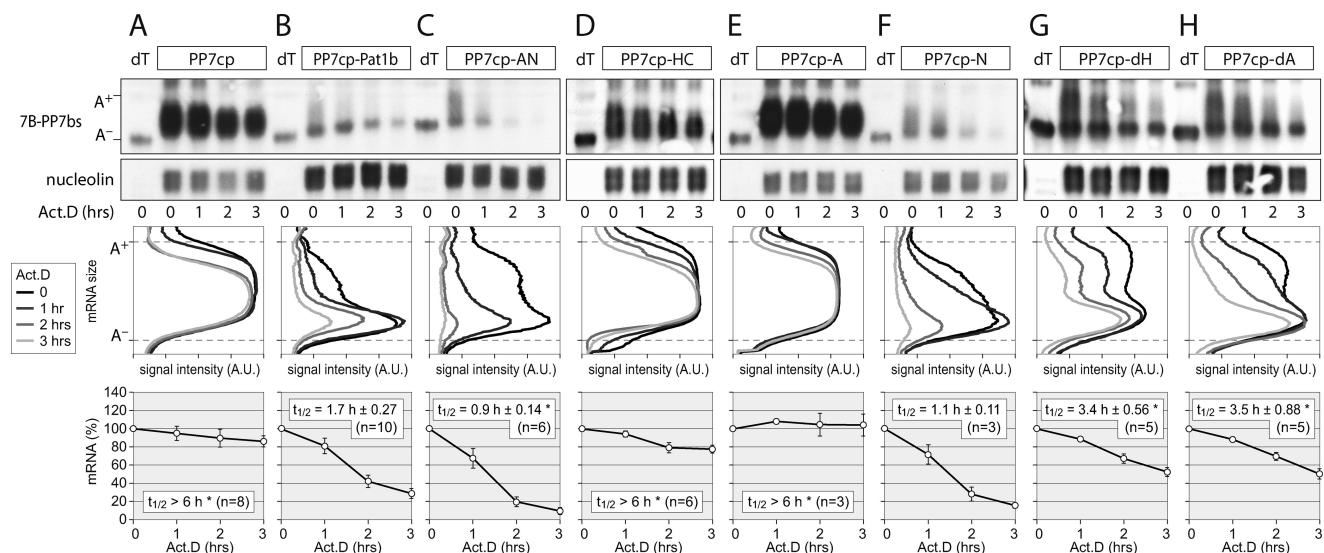 A B C D E F G H
dT PP7cp dT PP7cp-Pat1b dT PP7cp-AN dT PP7cp-HC dT PP7cp-A dT PP7cp-N dT PP7cp-dH dT PP7cp-dA
A+
7B-PP7bs
A−
nucleolin
Act.D (hrs) 0 0 1 2 3 0 0 1 2 3 0 0 1 2 3 0 0 1 2 3 0 0 1 2 3 0 0 1 2 3 0 0 1 2 3 0 0 1 2 3
Act.D
0
1 hr
2 hrs
3 hrs
mRNA size
A+
A−
signal intensity (A.U.) signal intensity (A.U.) signal intensity (A.U.) signal intensity (A.U.) signal intensity (A.U.) signal intensity (A.U.) signal intensity (A.U.) signal intensity (A.U.)
mRNA (%)
140
120
100
80
60
40
20
0
t1/2 > 6 h * (n=8)
t1/2 = 1.7 h ± 0.27
(n=10)
t1/2 = 0.9 h ± 0.14 *
(n=6)
t1/2 > 6 h * (n=6)
t1/2 > 6 h * (n=3)
t1/2 = 1.1 h ± 0.11
(n=3)
t1/2 = 3.4 h ± 0.56 *
(n=5)
t1/2 = 3.5 h ± 0.88 *
(n=5)
0 1 2 3 0 1 2 3 0 1 2 3 0 1 2 3 0 1 2 3 0 1 2 3 0 1 2 3 0 1 2 3
Act.D (hrs) Act.D (hrs) Act.D (hrs) Act.D (hrs) Act.D (hrs) Act.D (hrs) Act.D (hrs) Act.D (hrs)